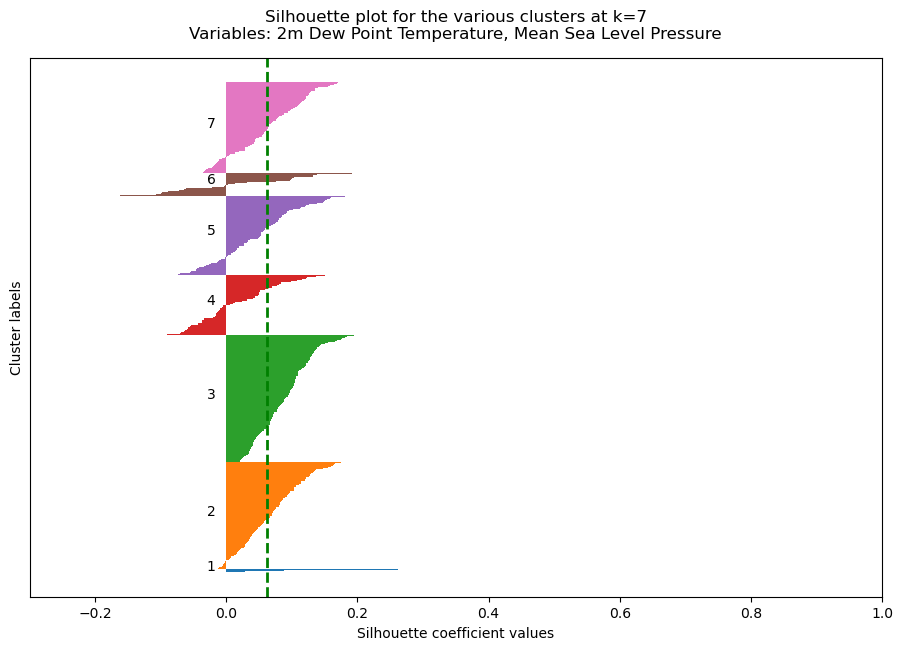 Silhouette plot for the various clusters at k=7
Variables: 2m Dew Point Temperature, Mean Sea Level Pressure
7
6
5
4
3
2
1
Cluster labels
−0.2 0.0 0.2 0.4 0.6 0.8 1.0
Silhouette coefficient values